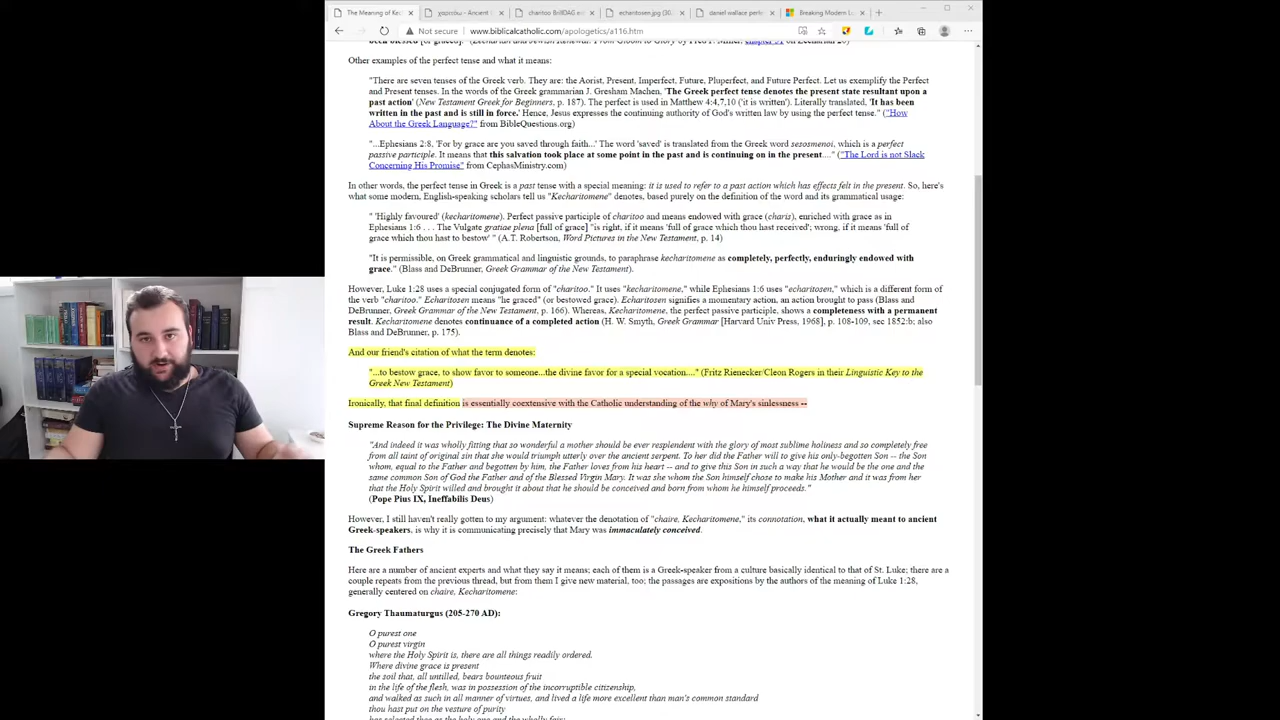 The Meaning of Kec
χαριτόω – Ancient
charitoo BrillDAG.
echaritosen.jpg
daniel wallace perf
Breaking Modern L
Not secure | www.biblicalcatholic.com/apologetics/a116.htm
Other examples of the perfect tense and what it means:
"There are seven tenses of the Greek verb. They are: the Aorist, Present, Imperfect, Future, Pluperfect, and Future Perfect. Let us exemplify the Perfect
and Present tenses. In the words of the Greek grammarian J. Gresham Machen, 'The Greek perfect tense denotes the present state resultant upon a
past action' (New Testament Greek for Beginners, p. 187). The perfect is used in Matthew 4:4,7,10 ('it is written'). Literally translated, 'It has been
written in the past and is still in force.' Hence, Jesus expresses the continuing authority of God's written law by using the perfect tense." ("How
About the Greek Language?" from BibleQuestions.org)
"...Ephesians 2:8, 'For by grace are you saved through faith...' The word 'saved' is translated from the Greek word sesosmenoi, which is a perfect
passive participle. It means that this salvation took place at some point in the past and is continuing on in the present...." ("The Lord is not Slack
Concerning His Promise" from CephasMinistry.com)
In other words, the perfect tense in Greek is a past tense with a special meaning: it is used to refer to a past action which has effects felt in the present. So, here's
what some modern, English-speaking scholars tell us "Kecharitomene" denotes, based purely on the definition of the word and its grammatical usage:
" 'Highly favoured' (kecharitomene). Perfect passive participle of charitoo and means endowed with grace (charis), enriched with grace as in
Ephesians 1:6 . . . The Vulgate gratiae plena [full of grace] "is right, if it means 'full of grace which thou hast received'; wrong, if it means 'full of
grace which thou hast to bestow' " (A.T. Robertson, Word Pictures in the New Testament, p. 14)
"It is permissible, on Greek grammatical and linguistic grounds, to paraphrase kecharitomene as completely, perfectly, enduringly endowed with
grace." (Blass and DeBrunner, Greek Grammar of the New Testament).
However, Luke 1:28 uses a special conjugated form of "charitoo." It uses "kecharitomene," while Ephesians 1:6 uses "echaritosen," which is a different form of
the verb "charitoo." Echaritosen means "he graced" (or bestowed grace). Echaritosen signifies a momentary action, an action brought to pass (Blass and
DeBrunner, Greek Grammar of the New Testament, p. 166). Whereas, Kecharitomene, the perfect passive participle, shows a completeness with a permanent
result. Kecharitomene denotes continuance of a completed action (H. W. Smyth, Greek Grammar [Harvard Univ Press, 1968], p. 108-109, sec 1852:b; also
Blass and DeBrunner, p. 175).
And our friend's citation of what the term denotes:
"...to bestow grace, to show favor to someone...the divine favor for a special vocation...." (Fritz Rienecker/Cleon Rogers in their Linguistic Key to the
Greek New Testament)
Ironically, that final definition is essentially coextensive with the Catholic understanding of the why of Mary's sinlessness --
Supreme Reason for the Privilege: The Divine Maternity
"And indeed it was wholly fitting that so wonderful a mother should be ever resplendent with the glory of most sublime holiness and so completely free
from all taint of original sin that she would triumph utterly over the ancient serpent. To her did the Father will to give his only-begotten Son -- the Son
whom, equal to the Father and begotten by him, the Father loves from his heart -- and to give this Son in such a way that he would be the one and the
same common Son of God the Father and of the Blessed Virgin Mary. It was she whom the Son himself chose to make his Mother and it was from her
that the Holy Spirit willed and brought it about that he should be conceived and born from whom he himself proceeds."
(Pope Pius IX, Ineffabilis Deus)
However, I still haven't really gotten to my argument: whatever the denotation of "chaire, Kecharitomene," its connotation, what it actually meant to ancient
Greek-speakers, is why it is communicating precisely that Mary was immaculately conceived.
The Greek Fathers
Here are a number of ancient experts and what they say it means; each of them is a Greek-speaker from a culture basically identical to that of St. Luke; there are a
couple repeats from the previous thread, but from them I give new material, too; the passages are expositions by the authors of the meaning of Luke 1:28,
generally centered on chaire, Kecharitomene:
Gregory Thaumaturgus (205-270 AD):
O purest one
O purest virgin
where the Holy Spirit is, there are all things readily ordered.
Where divine grace is present
the soil that, all untilled, bears bounteous fruit
in the life of the flesh, was in possession of the incorruptible citizenship,
and walked as such in all manner of virtues, and lived a life more excellent than man's common standard
thou hast put on the vesture of purity
has selected thee as the holy one and the wholly fair;